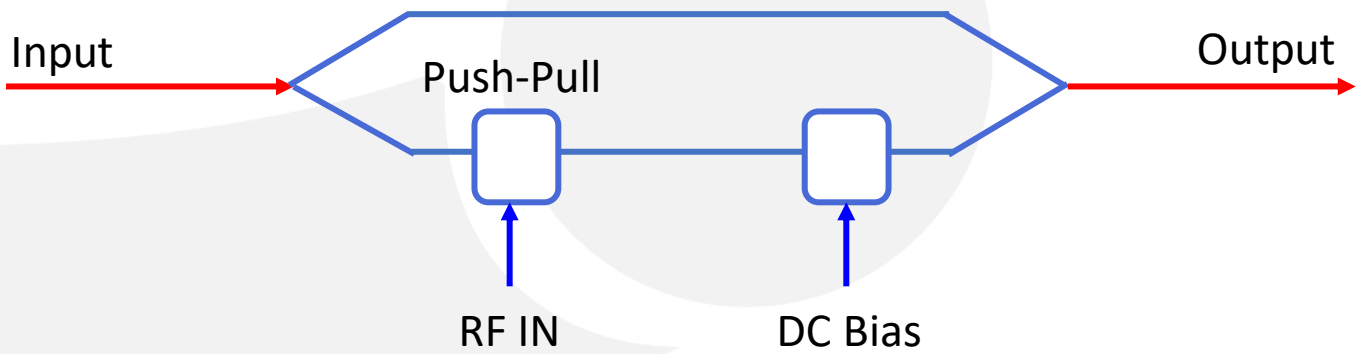 Input
Output
Push-Pull
RF IN
DC Bias